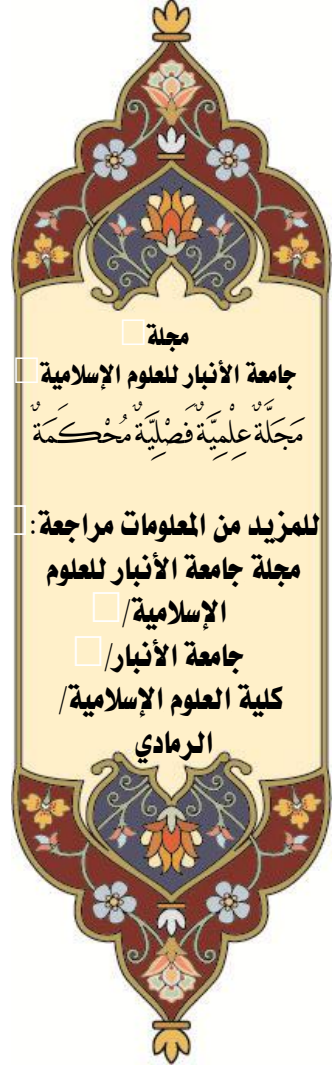 مجلة
جامعة الأنبار للعلوم الإسلامية
مَجَلَّةٌ عِلْمِيَّةٌ فَصْلِيَّةٌ مُحْكَمَةٌ
للمزيد من المعلومات مراجعة:
مجلة جامعة الأنبار للعلوم
الإسلامية/
جامعة الأنبار/
كلية العلوم الإسلامية/
الرمادي